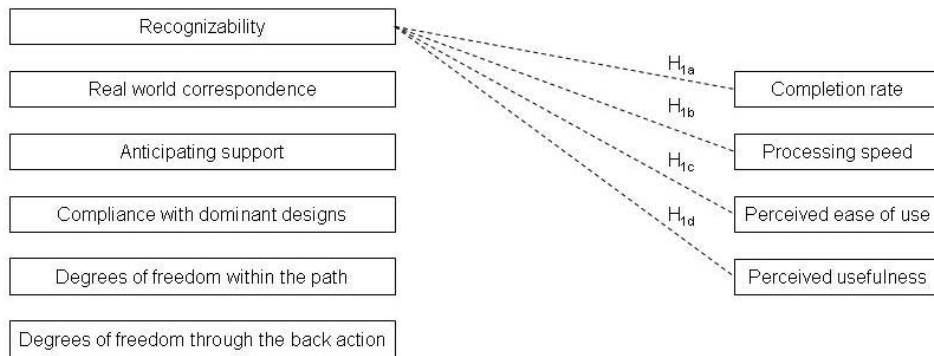 Recognizability
Real world correspondence
Anticipating support
Compliance with dominant designs
Degrees of freedom within the path
Degrees of freedom through the back action
H1a
H1b
H1c
H1d
Completion rate
Processing speed
Perceived ease of use
Perceived usefulness